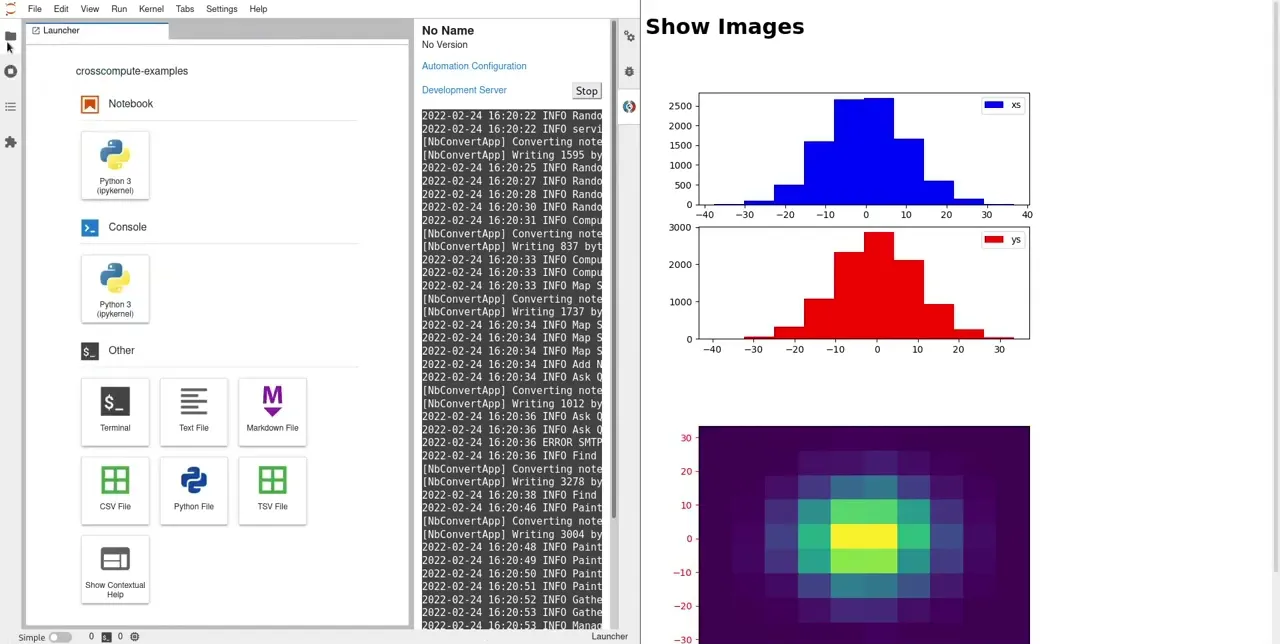 File Edit View Run Kernel Tabs Settings Help
Launcher
crosscompute-examples
Notebook
Python 3
(ipykernel)
Console
Python 3
(ipykernel)
Other
$_
Terminal
Text File
M
Markdown File
CSV File
Python File
TSV File
Show Contextual
Help
Simple 0 $_ 0
Launcher
No Name
No Version
Automation Configuration
Development Server
Stop
2022-02-24 16:20:22 INFO Rando
2022-02-24 16:20:22 INFO servi
[NbConvertApp] Converting note
[NbConvertApp] Writing 1595 by
2022-02-24 16:20:25 INFO Rando
2022-02-24 16:20:27 INFO Rando
2022-02-24 16:20:28 INFO Rando
2022-02-24 16:20:30 INFO Rando
2022-02-24 16:20:31 INFO Compu
[NbConvertApp] Converting note
[NbConvertApp] Writing 837 byt
2022-02-24 16:20:33 INFO Compu
2022-02-24 16:20:33 INFO Compu
2022-02-24 16:20:33 INFO Map S
[NbConvertApp] Converting note
[NbConvertApp] Writing 1737 by
2022-02-24 16:20:34 INFO Map S
2022-02-24 16:20:34 INFO Map S
2022-02-24 16:20:34 INFO Map S
2022-02-24 16:20:34 INFO Add N
2022-02-24 16:20:34 INFO Ask Q
[NbConvertApp] Converting note
[NbConvertApp] Writing 1012 by
2022-02-24 16:20:36 INFO Ask Q
2022-02-24 16:20:36 INFO Ask Q
2022-02-24 16:20:36 ERROR SMTP
2022-02-24 16:20:36 INFO Find
[NbConvertApp] Converting note
[NbConvertApp] Writing 3278 by
2022-02-24 16:20:38 INFO Find
2022-02-24 16:20:46 INFO Paint
[NbConvertApp] Converting note
[NbConvertApp] Writing 3004 by
2022-02-24 16:20:48 INFO Paint
2022-02-24 16:20:49 INFO Paint
2022-02-24 16:20:50 INFO Paint
2022-02-24 16:20:51 INFO Paint
2022-02-24 16:20:52 INFO Gathe
2022-02-24 16:20:53 INFO Gathe
2022-02-24 16:20:53 INFO Manag
Show Images
xs
2500
2000
1500
1000
500
0
−40 −30 −20 −10 0 10 20 30 40
ys
3000
2000
1000
0
−40 −30 −20 −10 0 10 20 30
30
20
10
0
−10
−20
−30